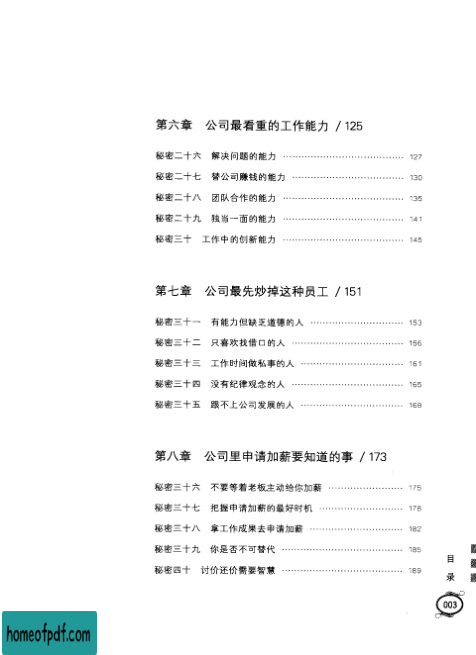 第六章 公司最看重的工作能力 / 125
秘密二十六 解决问题的能力 ································ 127
秘密二十七 替公司赚钱的能力 ································ 130
秘密二十八 团队合作的能力 ································ 135
秘密二十九 独当一面的能力 ································ 141
秘密三十 工作中的创新能力 ································ 145
第七章 公司最先炒掉这种员工 / 151
秘密三十一 有能力但缺乏道德的人 ································ 153
秘密三十二 只喜欢找借口的人 ································ 156
秘密三十三 工作时间做私事的人 ································ 161
秘密三十四 没有纪律观念的人 ································ 165
秘密三十五 跟不上公司发展的人 ································ 168
第八章 公司里申请加薪要知道的事 / 173
秘密三十六 不要等着老板主动给你加薪 ································ 175
秘密三十七 把握申请加薪的最好时机 ································ 178
秘密三十八 拿工作成果去申请加薪 ································ 182
秘密三十九 你是否不可替代 ································ 185
秘密四十 讨价还价需要智慧 ································ 189
目
录
003
homeofpdf.com